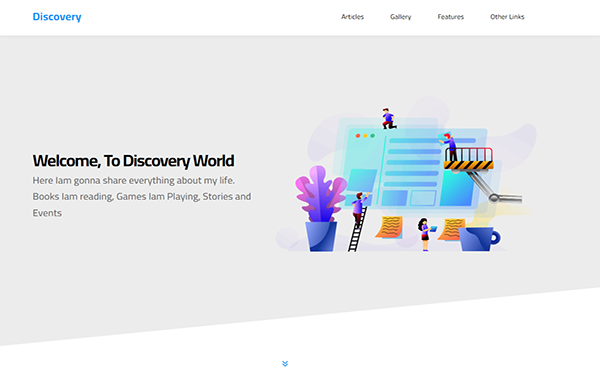 Discovery
Articles Gallery Features Other Links
Welcome, To Discovery World
Here Iam gonna share everything about my life.
Books Iam reading, Games Iam Playing, Stories and
Events